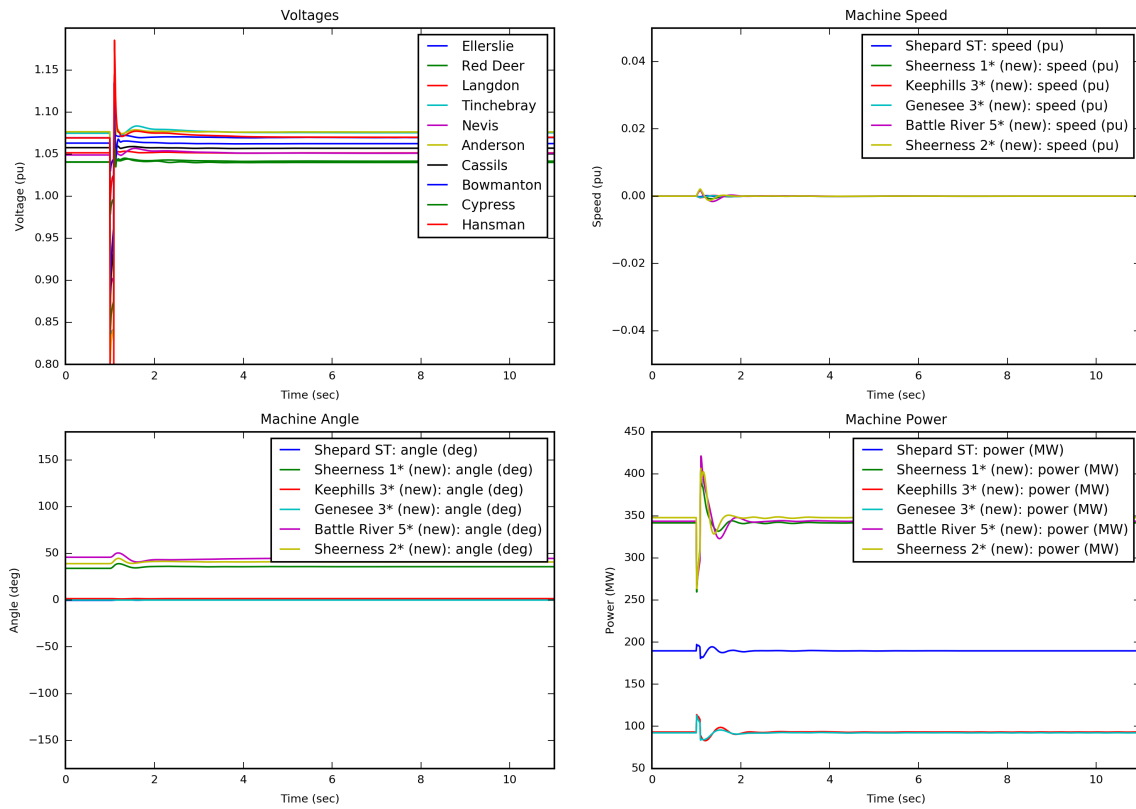 Voltages
1.15
1.10
1.05
1.00
0.95
0.90
0.85
0.80
Voltage (pu)
0 2 4 6 8 10
Time (sec)
Ellerslie
Red Deer
Langdon
Tinchebray
Nevis
Anderson
Cassils
Bowmanton
Cypress
Hansman
Machine Speed
0.04
0.02
0.00
−0.02
−0.04
Speed (pu)
0 2 4 6 8 10
Time (sec)
Shepard ST: speed (pu)
Sheerness 1* (new): speed (pu)
Keephills 3* (new): speed (pu)
Genesee 3* (new): speed (pu)
Battle River 5* (new): speed (pu)
Sheerness 2* (new): speed (pu)
Machine Angle
150
100
50
0
−50
−100
−150
Angle (deg)
0 2 4 6 8 10
Time (sec)
Shepard ST: angle (deg)
Sheerness 1* (new): angle (deg)
Keephills 3* (new): angle (deg)
Genesee 3* (new): angle (deg)
Battle River 5* (new): angle (deg)
Sheerness 2* (new): angle (deg)
Machine Power
450
400
350
300
250
200
150
100
50
Power (MW)
0 2 4 6 8 10
Time (sec)
Shepard ST: power (MW)
Sheerness 1* (new): power (MW)
Keephills 3* (new): power (MW)
Genesee 3* (new): power (MW)
Battle River 5* (new): power (MW)
Sheerness 2* (new): power (MW)